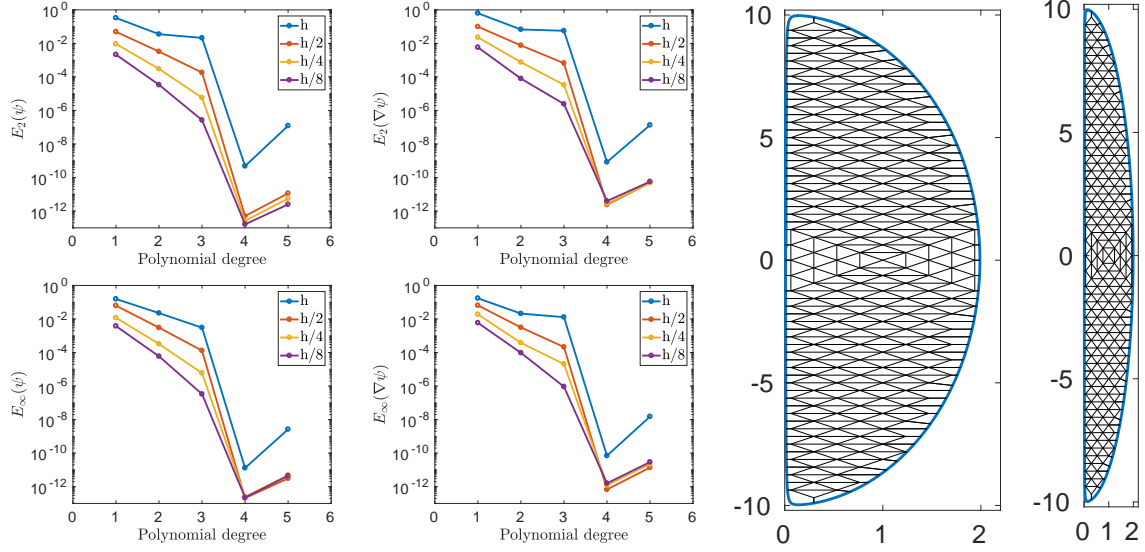 10^0
10^-2
10^-4
10^-6
10^-8
10^-10
10^-12
E_2(ψ)
0 1 2 3 4 5 6
Polynomial degree
h
h/2
h/4
h/8
10^0
10^-2
10^-4
10^-6
10^-8
10^-10
10^-12
E_2(∇ψ)
0 1 2 3 4 5 6
Polynomial degree
h
h/2
h/4
h/8
10^0
10^-2
10^-4
10^-6
10^-8
10^-10
10^-12
E_∞(ψ)
0 1 2 3 4 5 6
Polynomial degree
h
h/2
h/4
h/8
10^0
10^-2
10^-4
10^-6
10^-8
10^-10
10^-12
E_∞(∇ψ)
0 1 2 3 4 5 6
Polynomial degree
h
h/2
h/4
h/8
10
5
0
-5
-10
0 1 2
10
5
0
-5
-10
0 1 2